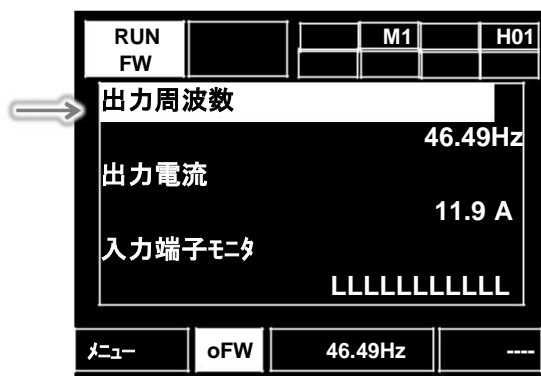 RUN M1 H01
FW
出力周波数
46.49Hz
出力電流
11.9 A
入力端子モニタ
LLLLLLLLLLL
メニュー oFW 46.49Hz ----